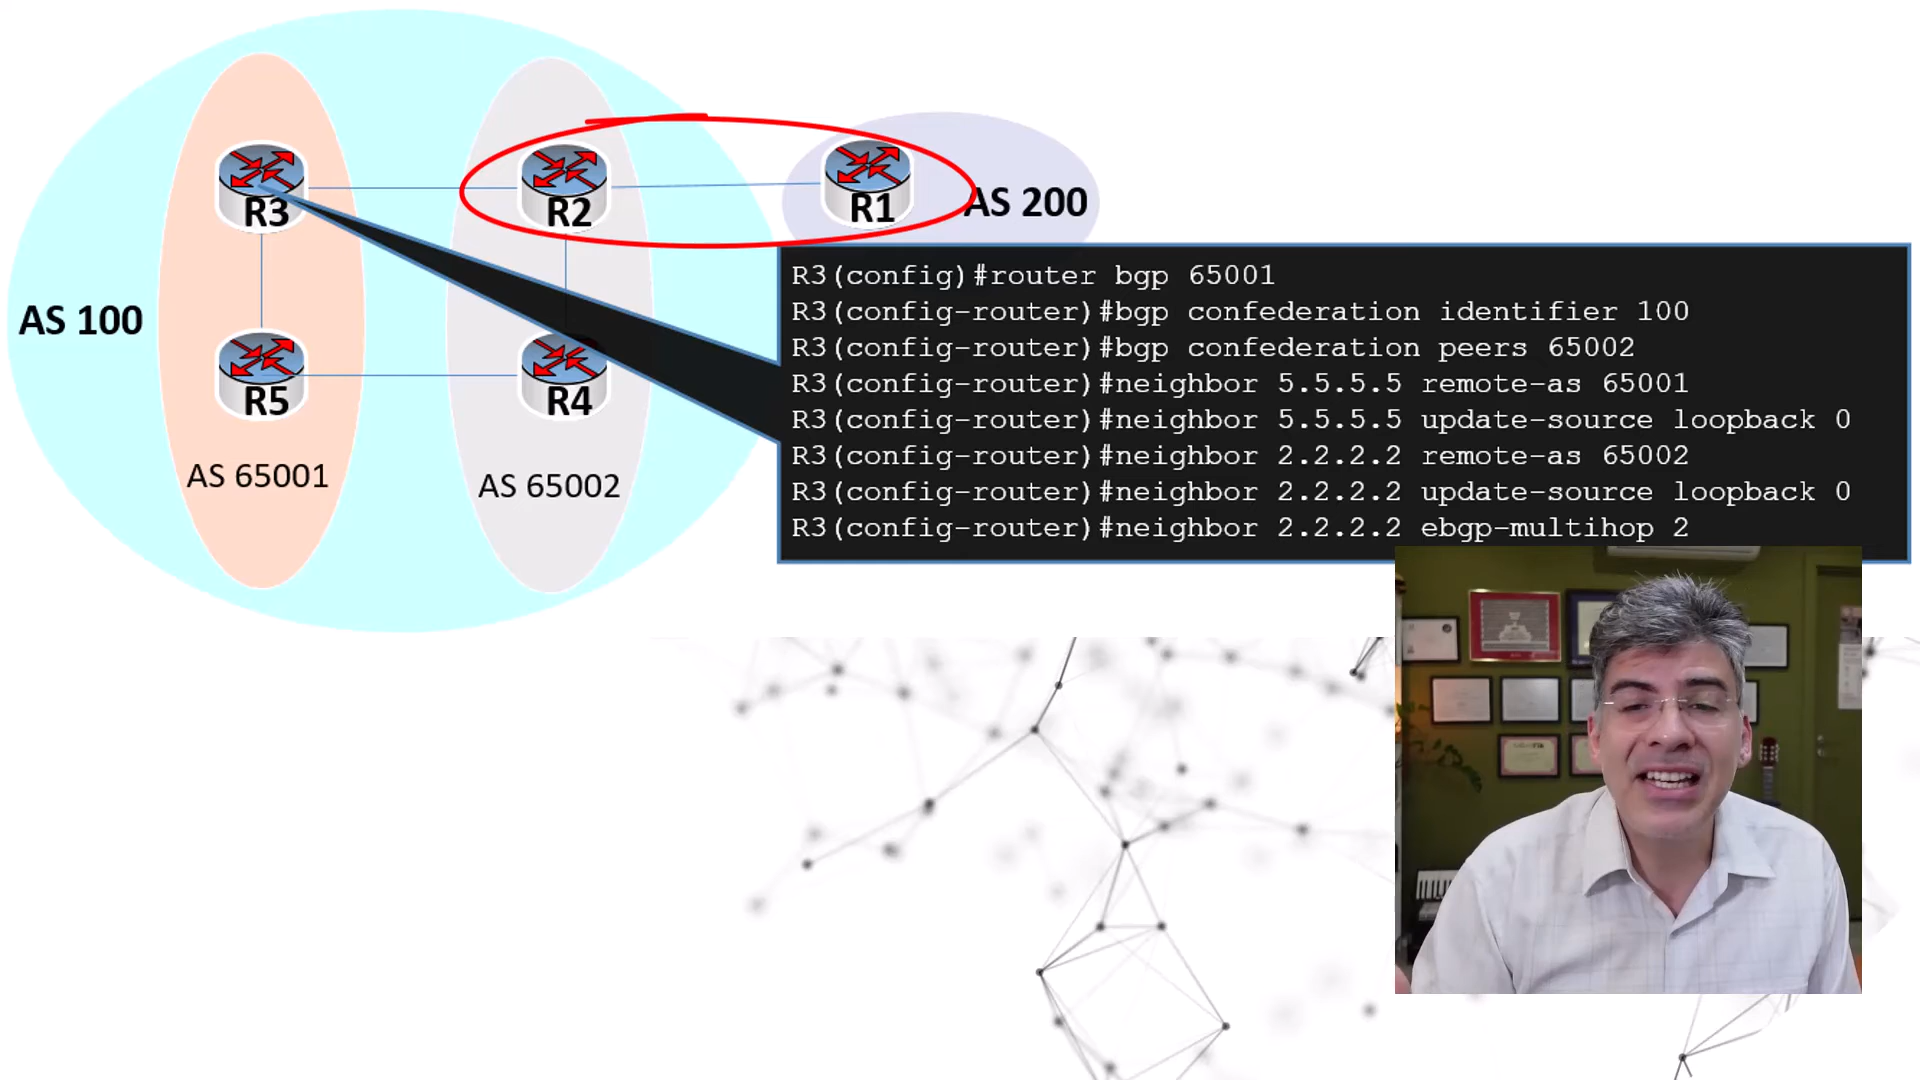 R3
R2
R1
AS 200
AS 100
R5
R4
AS 65001
AS 65002
R3(config)#router bgp 65001
R3(config-router)#bgp confederation identifier 100
R3(config-router)#bgp confederation peers 65002
R3(config-router)#neighbor 5.5.5.5 remote-as 65001
R3(config-router)#neighbor 5.5.5.5 update-source loopback 0
R3(config-router)#neighbor 2.2.2.2 remote-as 65002
R3(config-router)#neighbor 2.2.2.2 update-source loopback 0
R3(config-router)#neighbor 2.2.2.2 ebgp-multihop 2